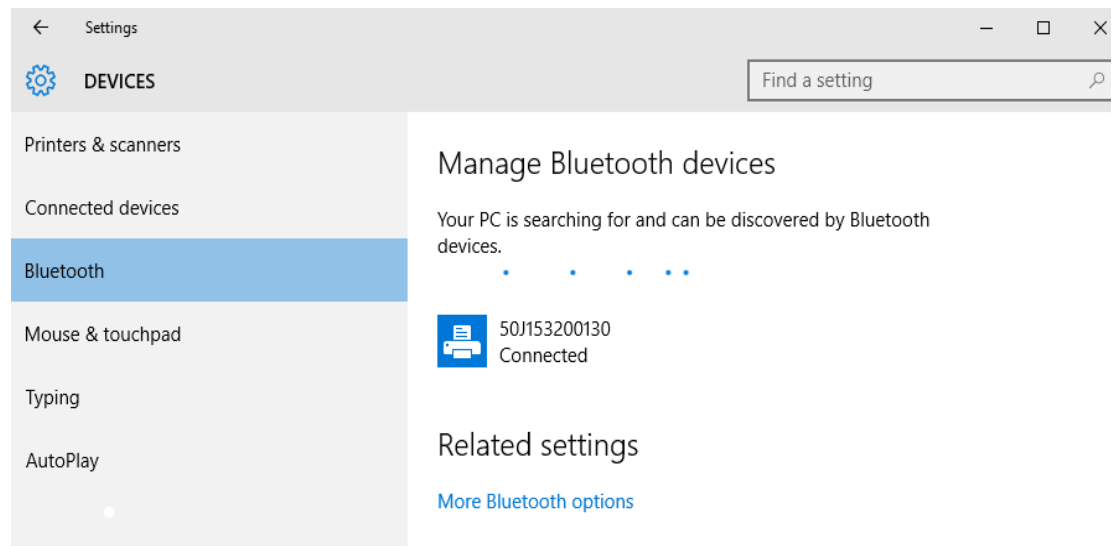 Settings
DEVICES
Find a setting
Printers & scanners
Connected devices
Bluetooth
Mouse & touchpad
Typing
AutoPlay
Manage Bluetooth devices
Your PC is searching for and can be discovered by Bluetooth
devices.
50J153200130
Connected
Related settings
More Bluetooth options